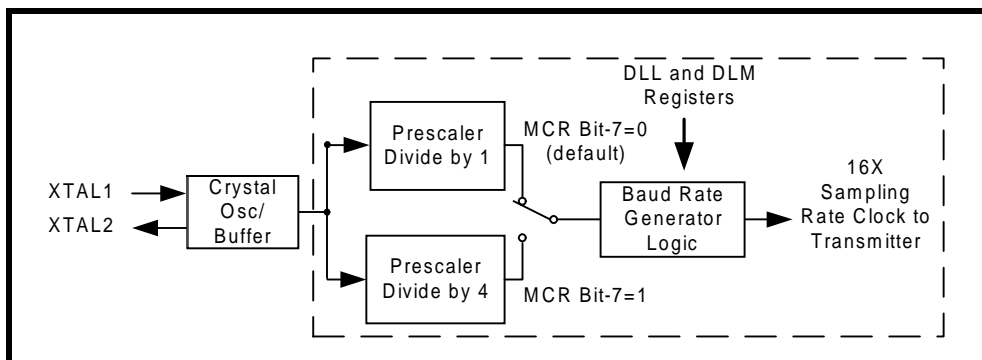 DLL and DLM
Registers
Prescaler
Divide by 1
MCR Bit-7=0
(default)
XTAL1
XTAL2
Crystal
Osc/
Buffer
Baud Rate
Generator
Logic
16X
Sampling
Rate Clock to
Transmitter
Prescaler
Divide by 4
MCR Bit-7=1